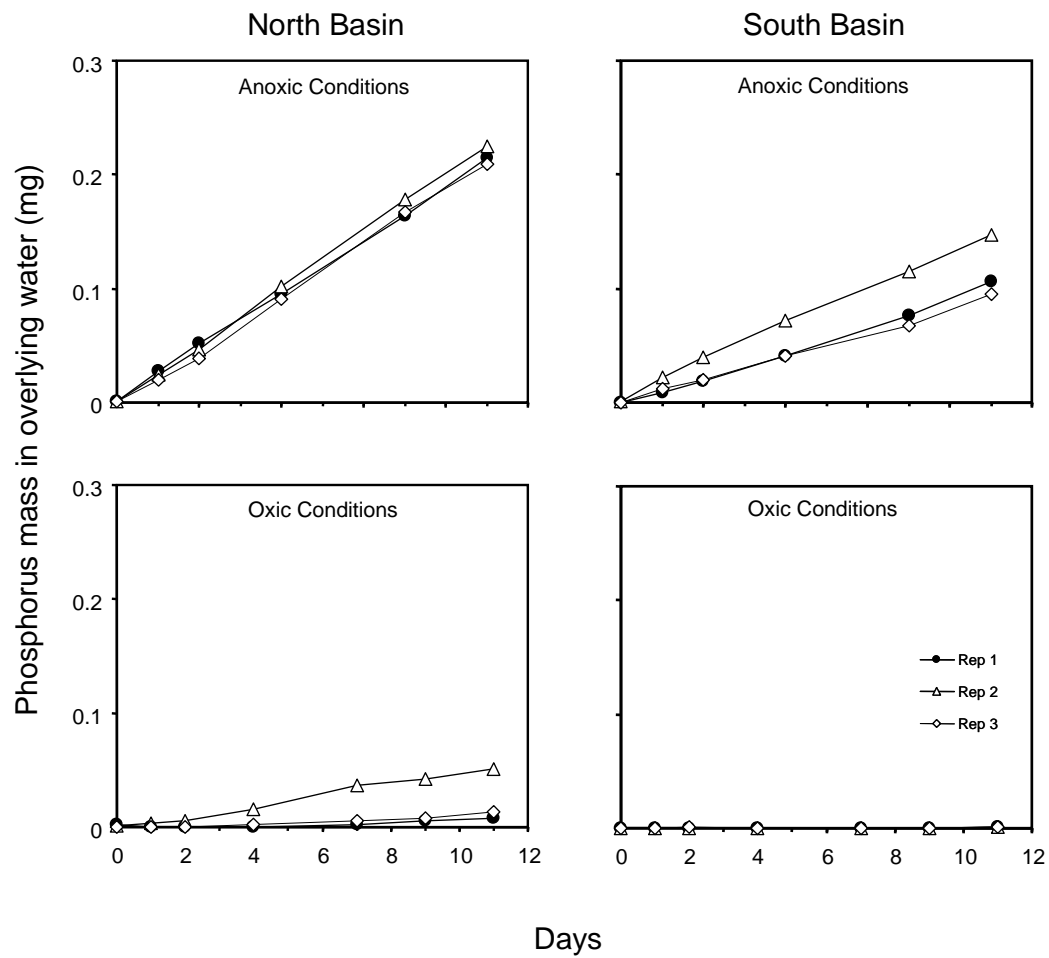 North Basin
South Basin
Phosphorus mass in overlying water (mg)
Anoxic Conditions
0.3
0.2
0.1
0
Anoxic Conditions
Oxic Conditions
0.3
0.2
0.1
0
0 2 4 6 8 10 12
Oxic Conditions
Rep 1
Rep 2
Rep 3
0 2 4 6 8 10 12
Days